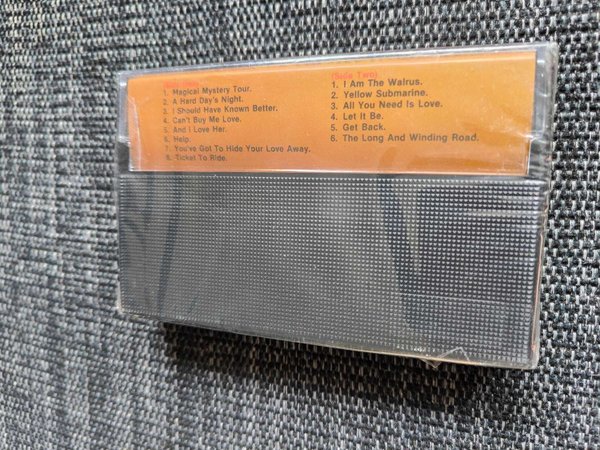 1. Magical Mystery Tour.
2. A Hard Day's Night.
3. I Should Have Known Better.
4. Can't Buy Me Love.
5. And I Love Her.
6. Help.
7. You've Got To Hide Your Love Away.
8. Ticket To Ride.
(Side Two)
1. I Am The Walrus.
2. Yellow Submarine.
3. All You Need Is Love.
4. Let It Be.
5. Get Back.
6. The Long And Winding Road.